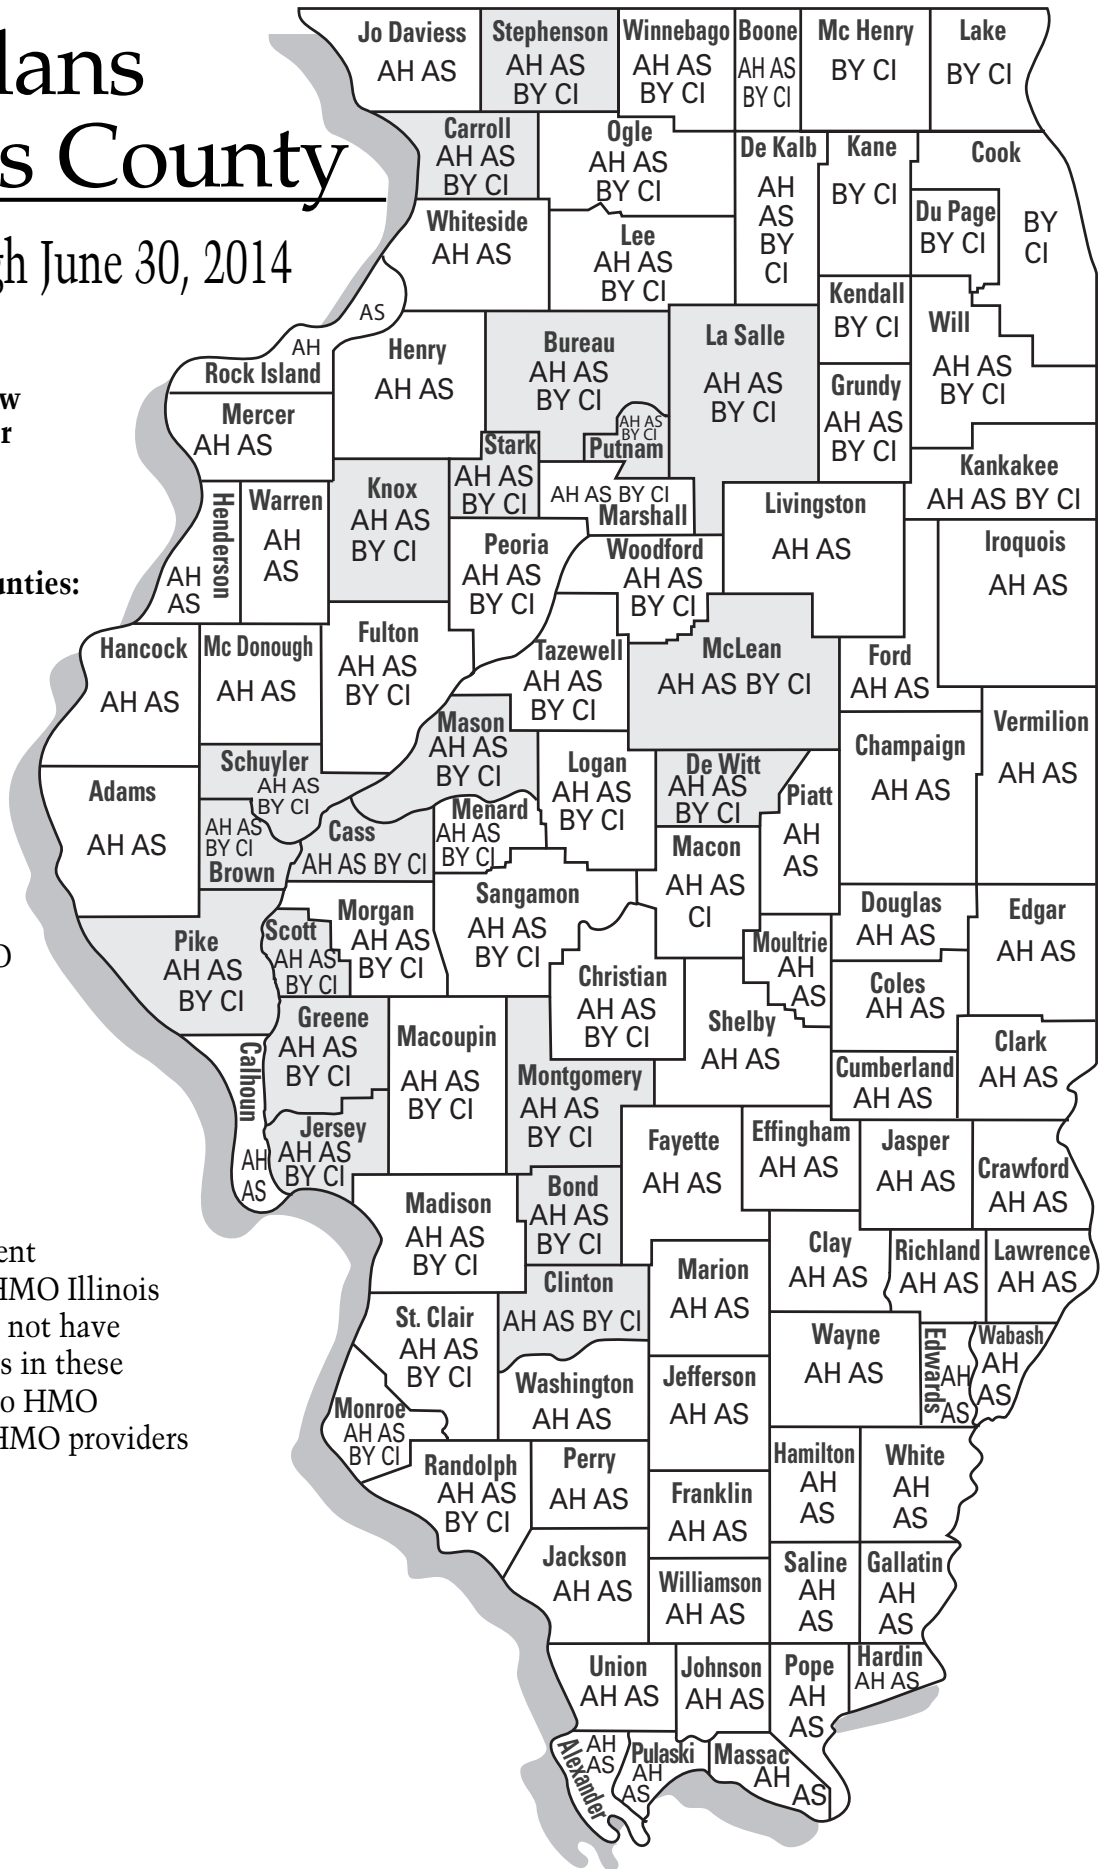 lans
s County
gh June 30, 2014
w
r
unties:
O
ent
HMO Illinois
not have
s in these
o HMO
HMO providers
Jo Daviess
AH AS
Stephenson
AH AS
BY CI
Winnebago
AH AS
BY CI
Boone
AH AS
BY CI
Mc Henry
BY CI
Lake
BY CI
Carroll
AH AS
BY CI
Ogle
AH AS
BY CI
De Kalb
AH
AS
BY
CI
Kane
BY CI
Cook
BY
CI
Du Page
BY CI
Whiteside
AH AS
Lee
AH AS
BY CI
Kendall
BY CI
Will
AH AS
BY CI
AS
AH
Rock Island
Henry
AH AS
Bureau
AH AS
BY CI
La Salle
AH AS
BY CI
Grundy
AH AS
BY CI
Mercer
AH AS
AH AS
BY CI
Putnam
Stark
AH AS
BY CI
Kankakee
AH AS BY CI
Henderson
AH
AS
Warren
AH
AS
Knox
AH AS
BY CI
AH AS BY CI
Marshall
Livingston
AH AS
Peoria
AH AS
BY CI
Woodford
AH AS
BY CI
Iroquois
AH AS
Hancock
AH AS
Mc Donough
AH AS
Fulton
AH AS
BY CI
Tazewell
AH AS
BY CI
McLean
AH AS BY CI
Ford
AH AS
Mason
AH AS
BY CI
Vermilion
AH AS
Champaign
AH AS
Schuyler
AH AS
BY CI
Logan
AH AS
BY CI
De Witt
AH AS
BY CI
Piatt
AH
AS
Adams
AH AS
AH AS
BY CI
Brown
Cass
AH AS BY CI
Menard
AH AS
BY CI
Macon
AH AS
CI
Sangamon
AH AS
BY CI
Morgan
AH AS
BY CI
Scott
AH AS
BY CI
Pike
AH AS
BY CI
Christian
AH AS
BY CI
Moultrie
AH
AS
Douglas
AH AS
Edgar
AH AS
Coles
AH AS
Greene
AH AS
BY CI
Macoupin
AH AS
BY CI
Shelby
AH AS
Clark
AH AS
Cumberland
AH AS
Calhoun
AH
AS
Montgomery
AH AS
BY CI
Jersey
AH AS
BY CI
Fayette
AH AS
Effingham
AH AS
Jasper
AH AS
Crawford
AH AS
Madison
AH AS
BY CI
Bond
AH AS
BY CI
Clay
AH AS
Richland
AH AS
Lawrence
AH AS
Marion
AH AS
Clinton
AH AS BY CI
St. Clair
AH AS
BY CI
Wayne
AH AS
Edwards
AH
AS
Wabash
AH
AS
Washington
AH AS
Jefferson
AH AS
Monroe
AH AS
BY CI
Randolph
AH AS
BY CI
Perry
AH AS
Hamilton
AH
AS
White
AH
AS
Franklin
AH AS
Jackson
AH AS
Williamson
AH AS
Saline
AH
AS
Gallatin
AH
AS
Union
AH AS
Johnson
AH AS
Pope
AH
AS
Hardin
AH AS
Alexander
AH
AS
Pulaski
AH
AS
Massac
AH
AS